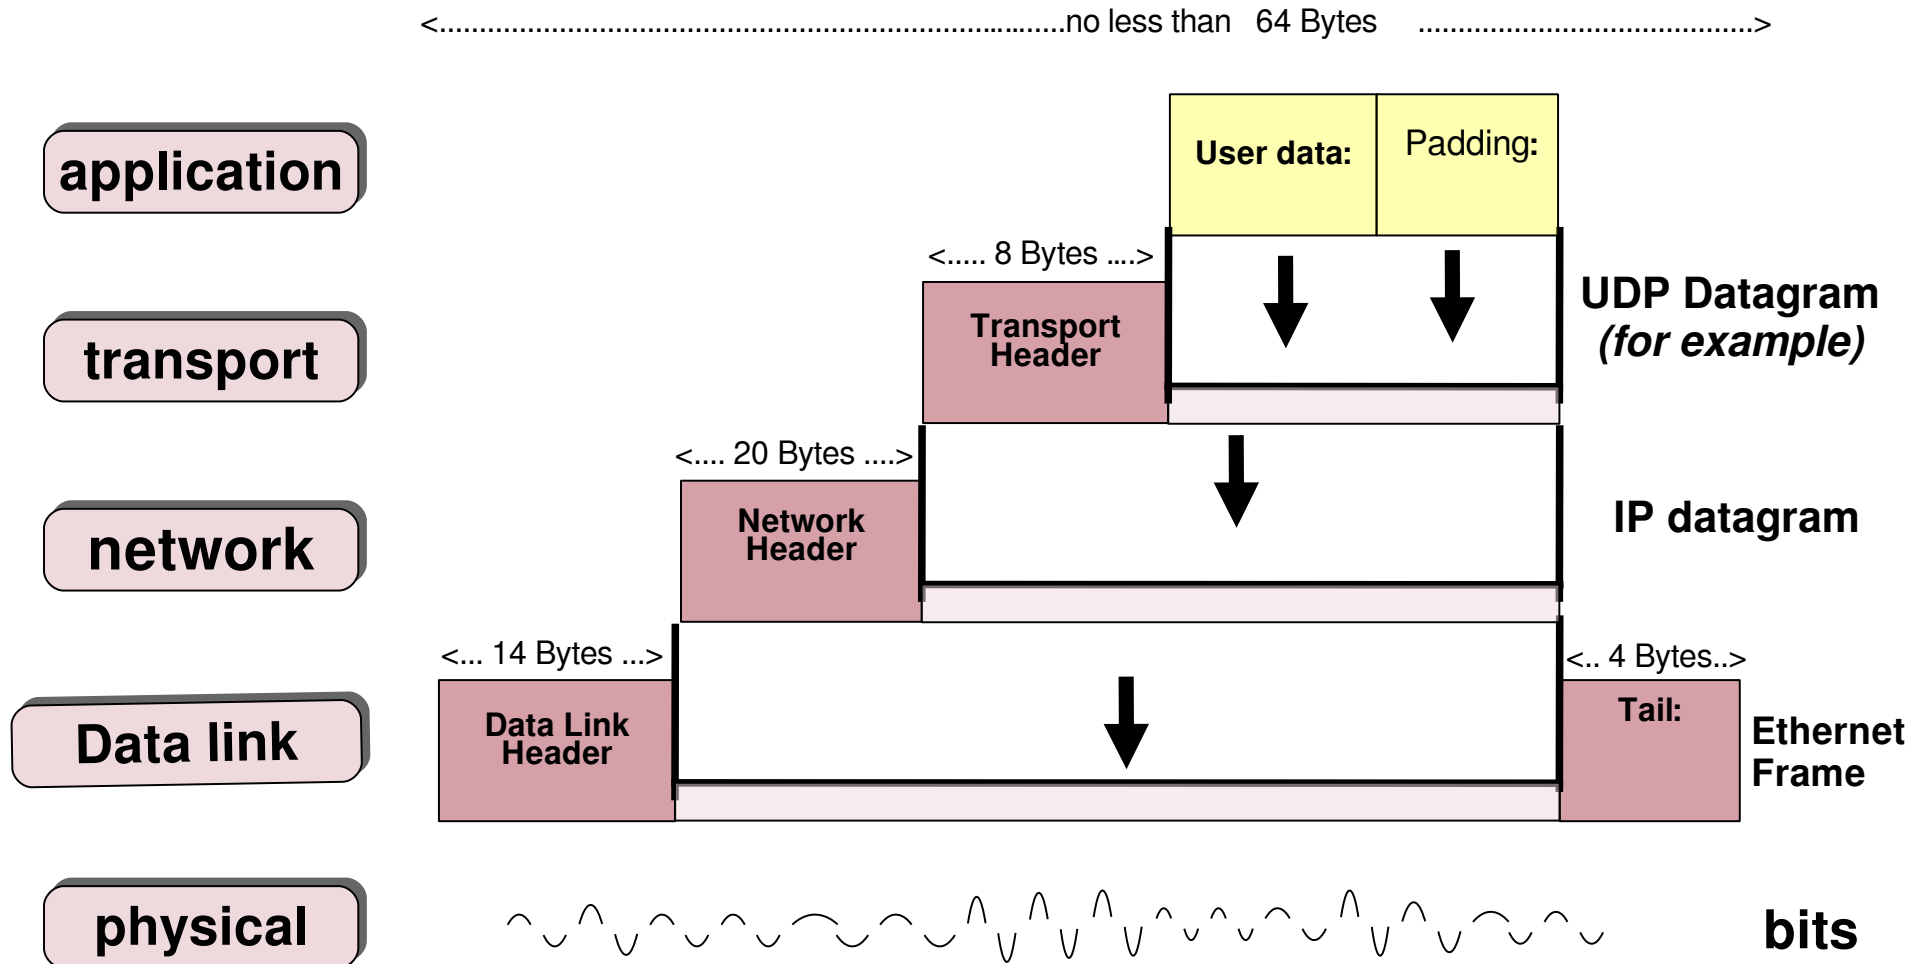 <.......................................................................................no less than 64 Bytes ..........................................>
application
User data:
Padding:
<..... 8 Bytes ....>
transport
Transport
Header
UDP Datagram
(for example)
<.... 20 Bytes ....>
network
Network
Header
IP datagram
<... 14 Bytes ...>
<.. 4 Bytes..>
Data link
Data Link
Header
Tail:
Ethernet
Frame
physical
bits